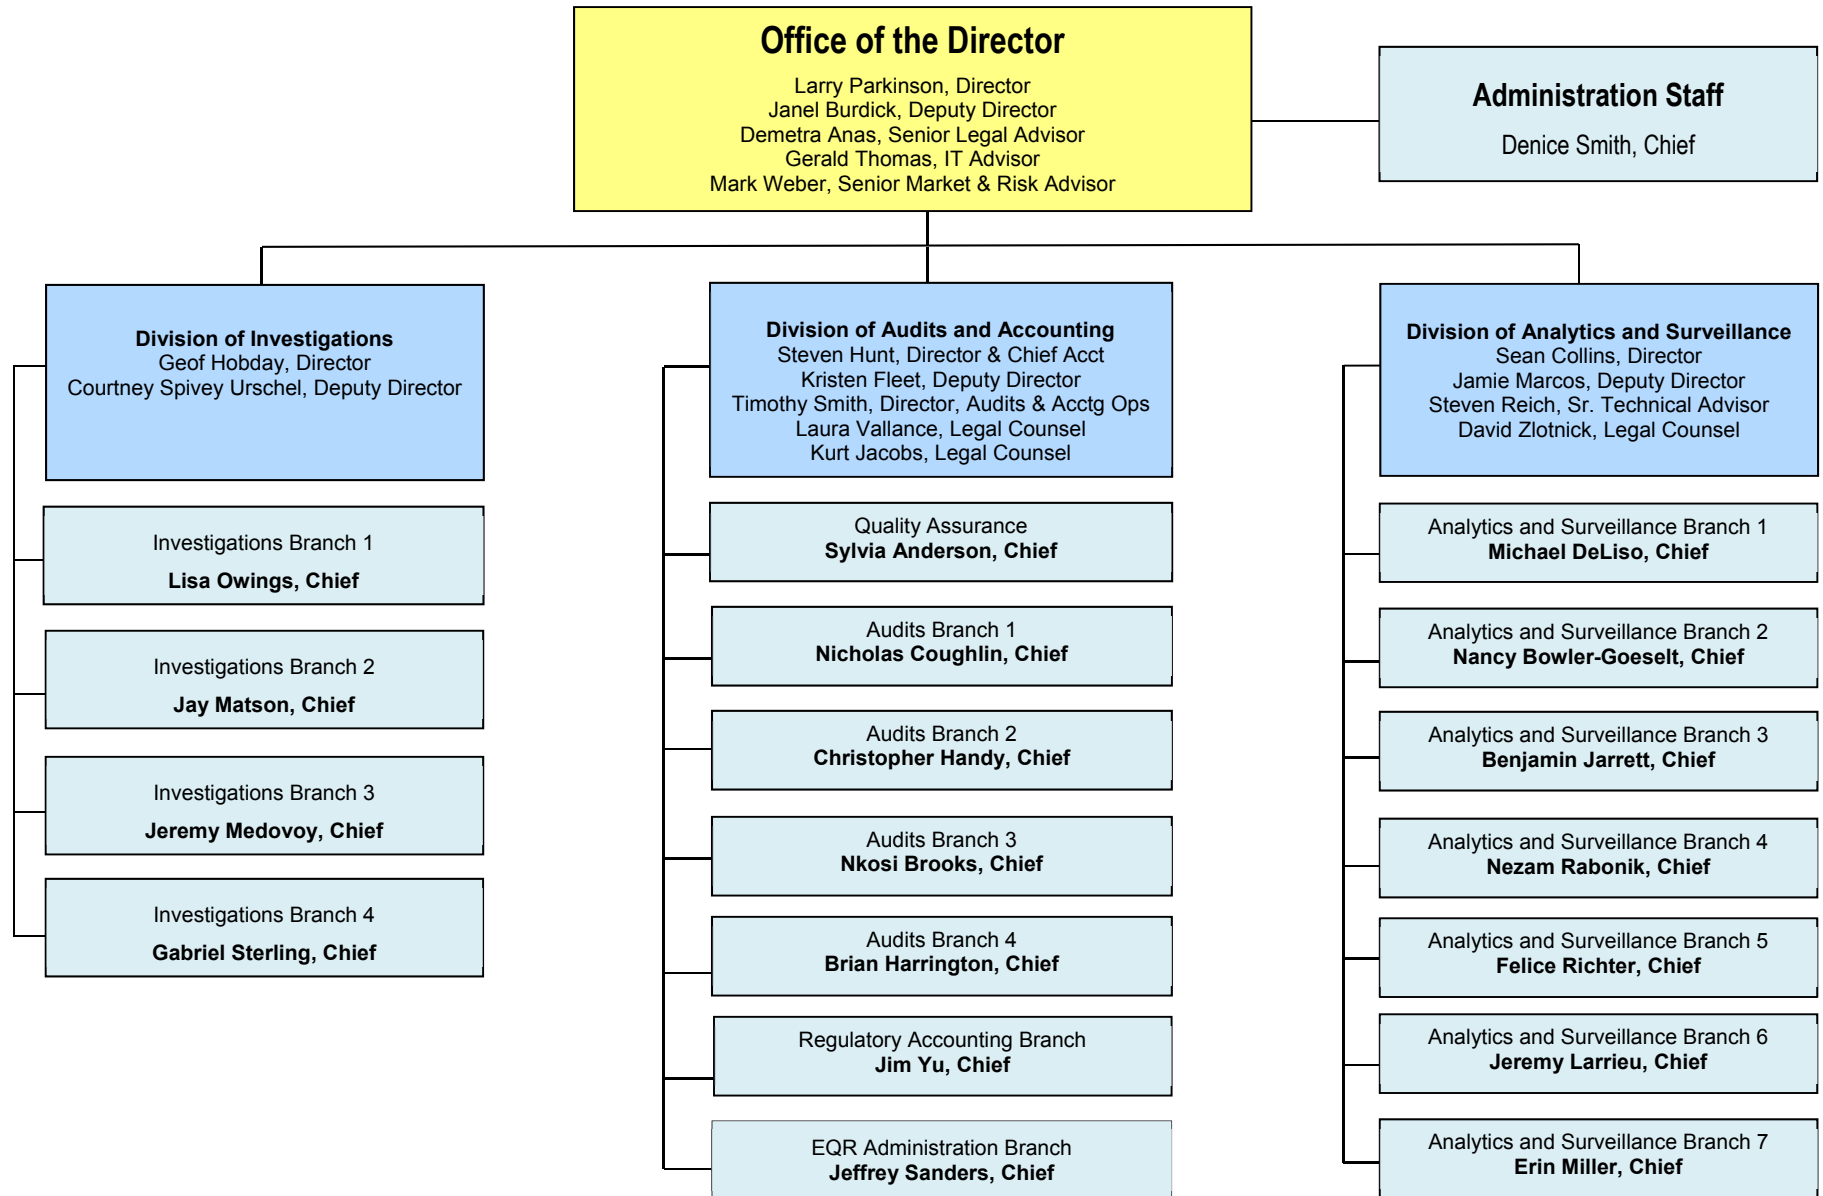 Office of the Director
Larry Parkinson, Director
Janel Burdick, Deputy Director
Demetra Anas, Senior Legal Advisor
Gerald Thomas, IT Advisor
Mark Weber, Senior Market & Risk Advisor
Administration Staff
Denice Smith, Chief
Division of Investigations
Geof Hobday, Director
Courtney Spivey Urschel, Deputy Director
Investigations Branch 1
Lisa Owings, Chief
Investigations Branch 2
Jay Matson, Chief
Investigations Branch 3
Jeremy Medovoy, Chief
Investigations Branch 4
Gabriel Sterling, Chief
Division of Audits and Accounting
Steven Hunt, Director & Chief Acct
Kristen Fleet, Deputy Director
Timothy Smith, Director, Audits & Acctg Ops
Laura Vallance, Legal Counsel
Kurt Jacobs, Legal Counsel
Quality Assurance
Sylvia Anderson, Chief
Audits Branch 1
Nicholas Coughlin, Chief
Audits Branch 2
Christopher Handy, Chief
Audits Branch 3
Nkosi Brooks, Chief
Audits Branch 4
Brian Harrington, Chief
Regulatory Accounting Branch
Jim Yu, Chief
EQR Administration Branch
Jeffrey Sanders, Chief
Division of Analytics and Surveillance
Sean Collins, Director
Jamie Marcos, Deputy Director
Steven Reich, Sr. Technical Advisor
David Zlotnick, Legal Counsel
Analytics and Surveillance Branch 1
Michael DeLiso, Chief
Analytics and Surveillance Branch 2
Nancy Bowler-Goeselt, Chief
Analytics and Surveillance Branch 3
Benjamin Jarrett, Chief
Analytics and Surveillance Branch 4
Nezam Rabonik, Chief
Analytics and Surveillance Branch 5
Felice Richter, Chief
Analytics and Surveillance Branch 6
Jeremy Larrieu, Chief
Analytics and Surveillance Branch 7
Erin Miller, Chief